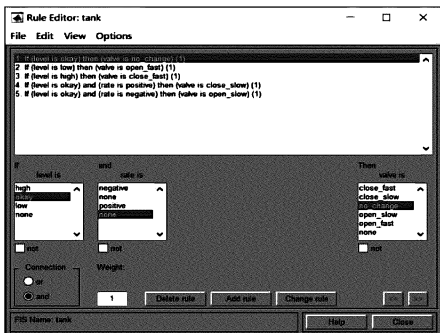 Rule Editor: tank
File Edit View Options
1 If (level is okay) then (valve is no_change) (1)
2 If (level is low) then (valve is open_fast) (1)
3 If (level is high) then (valve is close_fast) (1)
4 If (level is okay) and (rate is positive) then (valve is close_slow) (1)
5 If (level is okay) and (rate is negative) then (valve is open_slow) (1)
If and Then
level is rate is valve is
high negative close_fast
okay none close_slow
low positive no_change
none none open_slow
open_fast
none
not not not
Connection Weight:
or
and 1 Delete rule Add rule Change rule << >>
FIS Name: tank Help Close